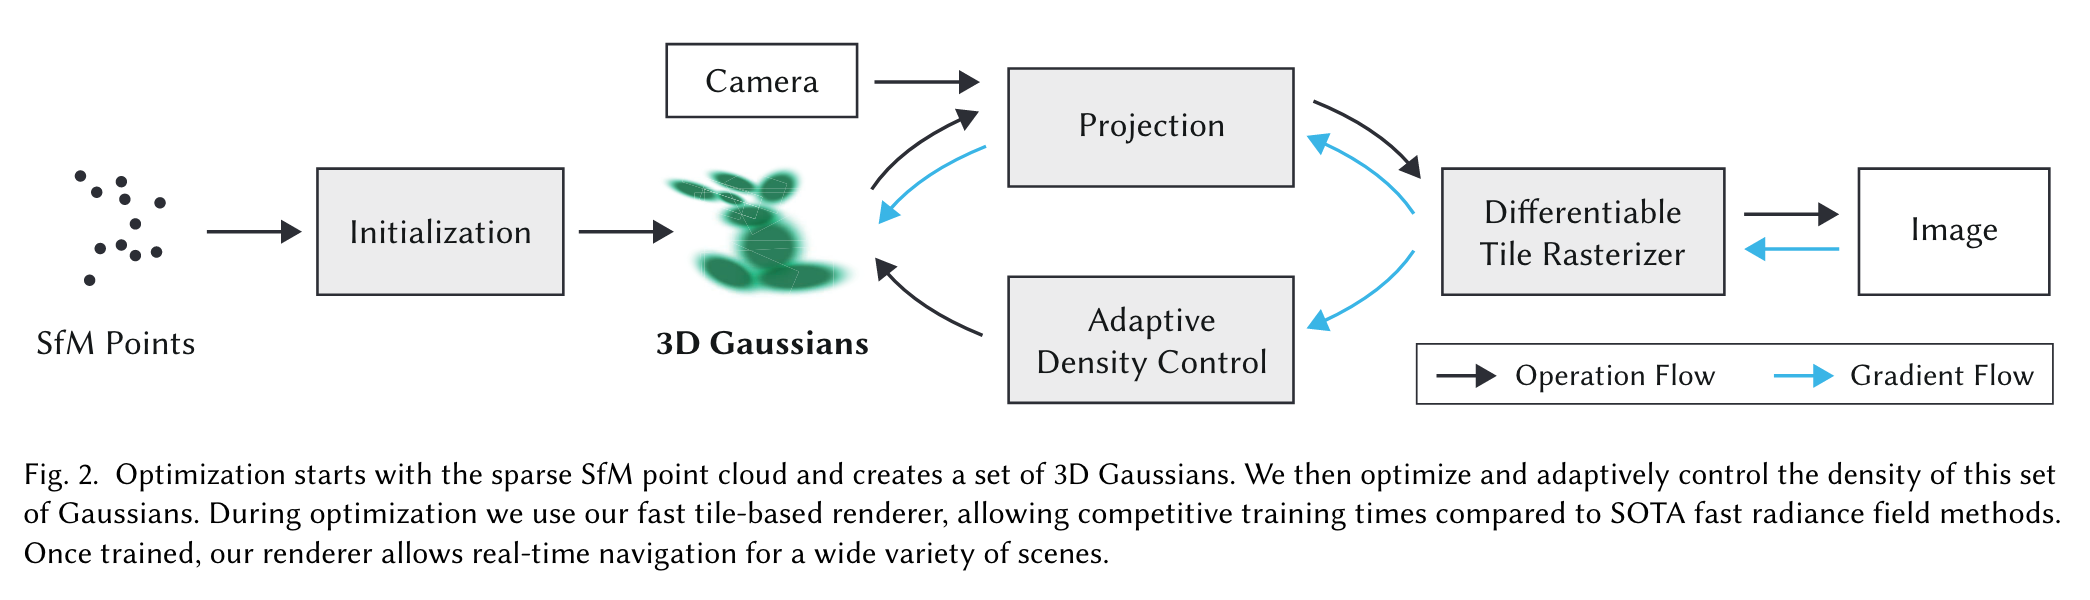 Camera
Projection
Initialization
Differentiable
Tile Rasterizer
Image
SfM Points
3D Gaussians
Adaptive
Density Control
Operation Flow
Gradient Flow
Fig. 2. Optimization starts with the sparse SfM point cloud and creates a set of 3D Gaussians. We then optimize and adaptively control the density of this set
of Gaussians. During optimization we use our fast tile-based renderer, allowing competitive training times compared to SOTA fast radiance field methods.
Once trained, our renderer allows real-time navigation for a wide variety of scenes.